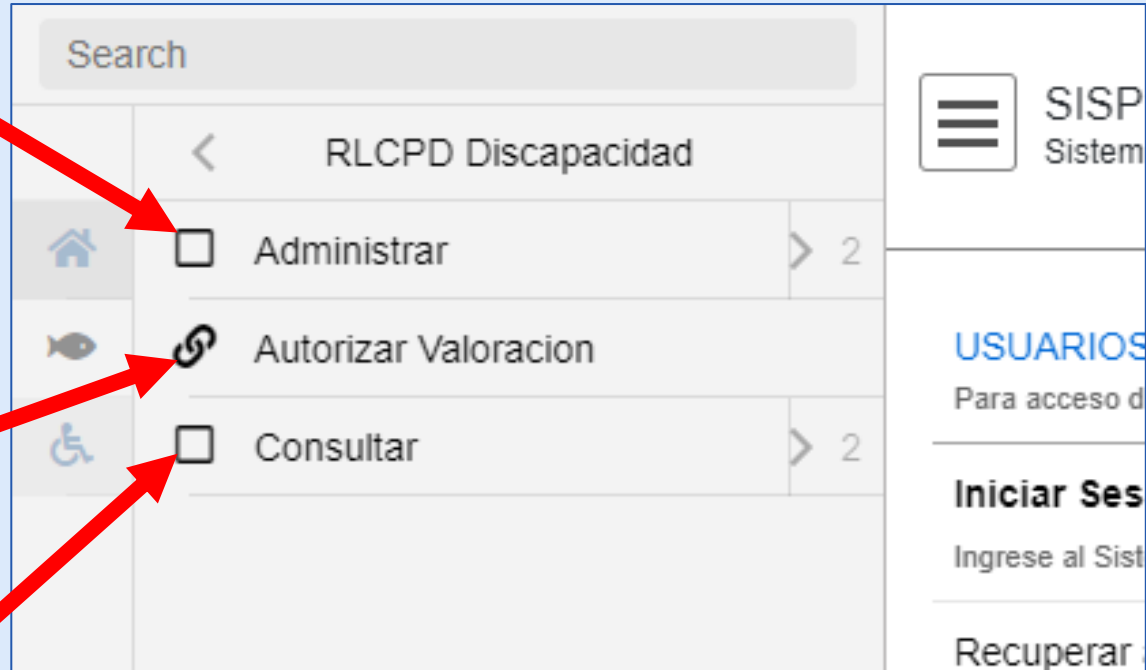 Search
RLCPD Discapacidad
Administrar 2
Autorizar Valoracion
Consultar 2
SISP
Sistem
USUARIOS
Para acceso d
Iniciar Ses
Ingrese al Sist
Recuperar